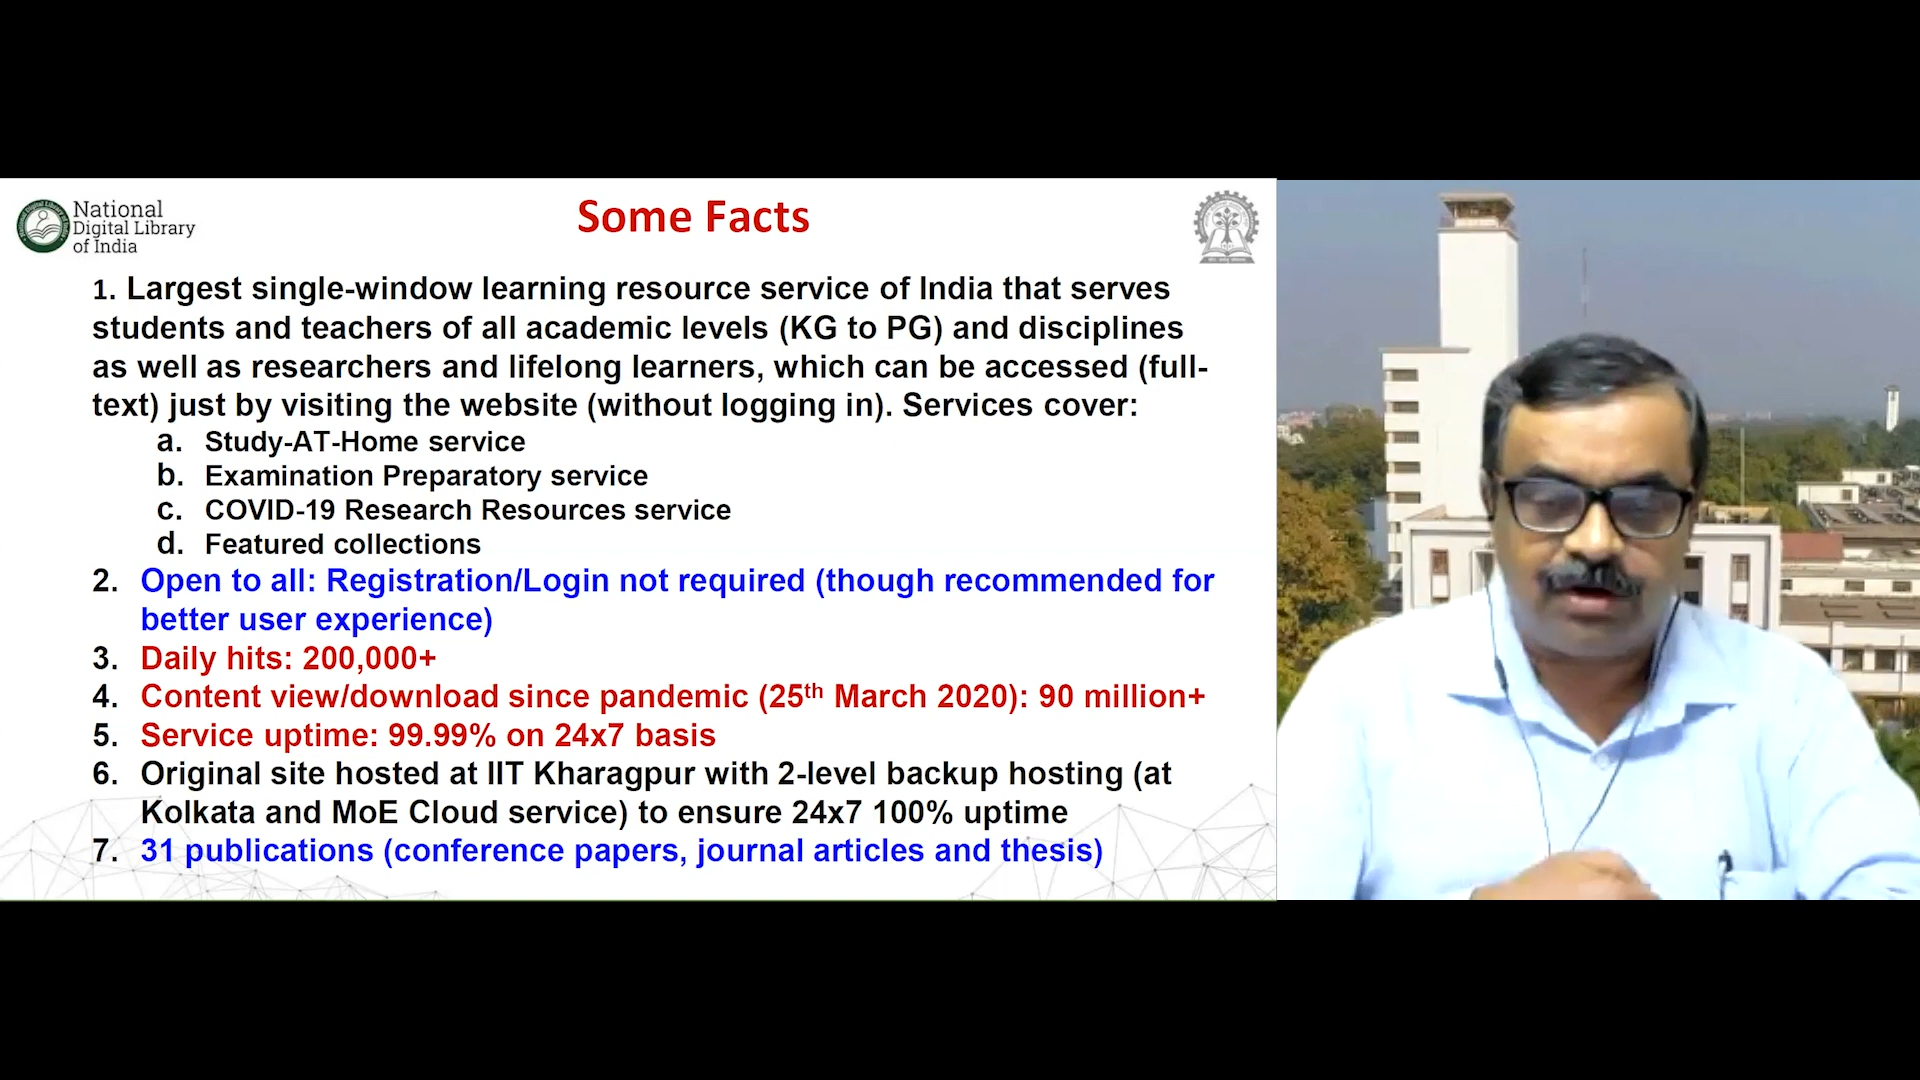 National
Digital Library
of India
Some Facts
1. Largest single-window learning resource service of India that serves
students and teachers of all academic levels (KG to PG) and disciplines
as well as researchers and lifelong learners, which can be accessed (full-
text) just by visiting the website (without logging in). Services cover:
a. Study-AT-Home service
b. Examination Preparatory service
c. COVID-19 Research Resources service
d. Featured collections
2. Open to all: Registration/Login not required (though recommended for
better user experience)
3. Daily hits: 200,000+
4. Content view/download since pandemic (25th March 2020): 90 million+
5. Service uptime: 99.99% on 24x7 basis
6. Original site hosted at IIT Kharagpur with 2-level backup hosting (at
Kolkata and MoE Cloud service) to ensure 24x7 100% uptime
7. 31 publications (conference papers, journal articles and thesis)